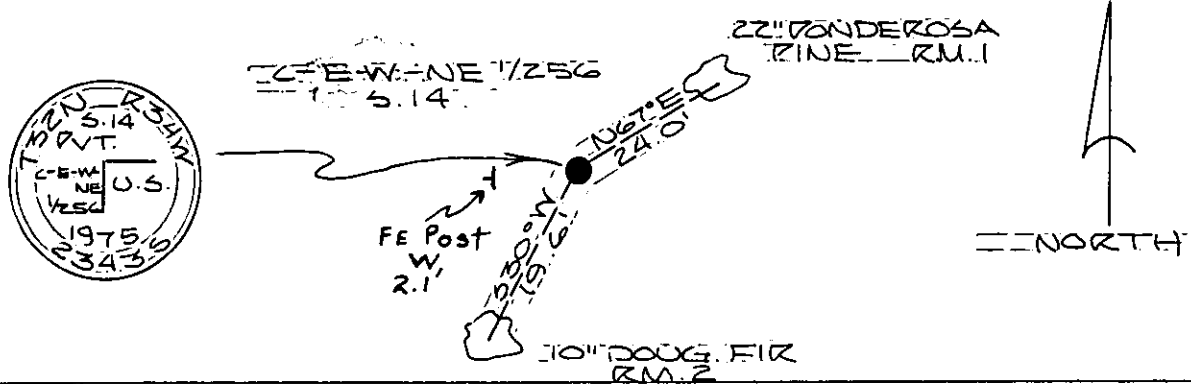 T32N R34W
S.14
PVT.
C-E-W-
NE
1/256
U.S.
1975
2343S
C-E-W-NE 1/256
S.14
22" PONDEROSA
PINE RM.1
N67°E
24.0'
S30°W
19.6'
FE Post
W
2.1'
10" DOUG. FIR
RM.2
NORTH